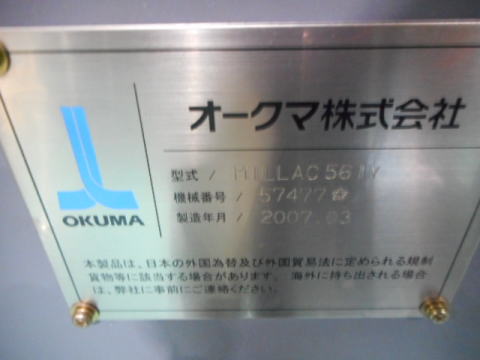 オークマ株式会社
OKUMA
型式 / MILLAC 561V
機械番号 / 57477
製造年月 / 2007.03
本製品は、日本の外国為替及び外国貿易法に定められる規制
貨物等に該当する場合があります。 海外に持ち出される場合
は、弊社に事前にご連絡ください。